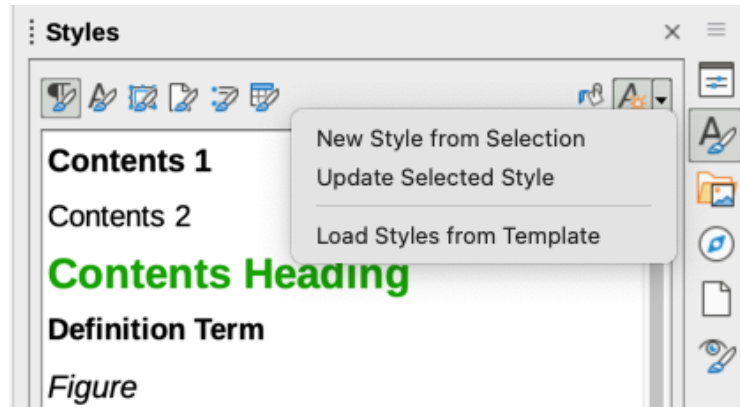 Styles
New Style from Selection
Update Selected Style
Load Styles from Template
Contents 1
Contents 2
Contents Heading
Definition Term
Figure